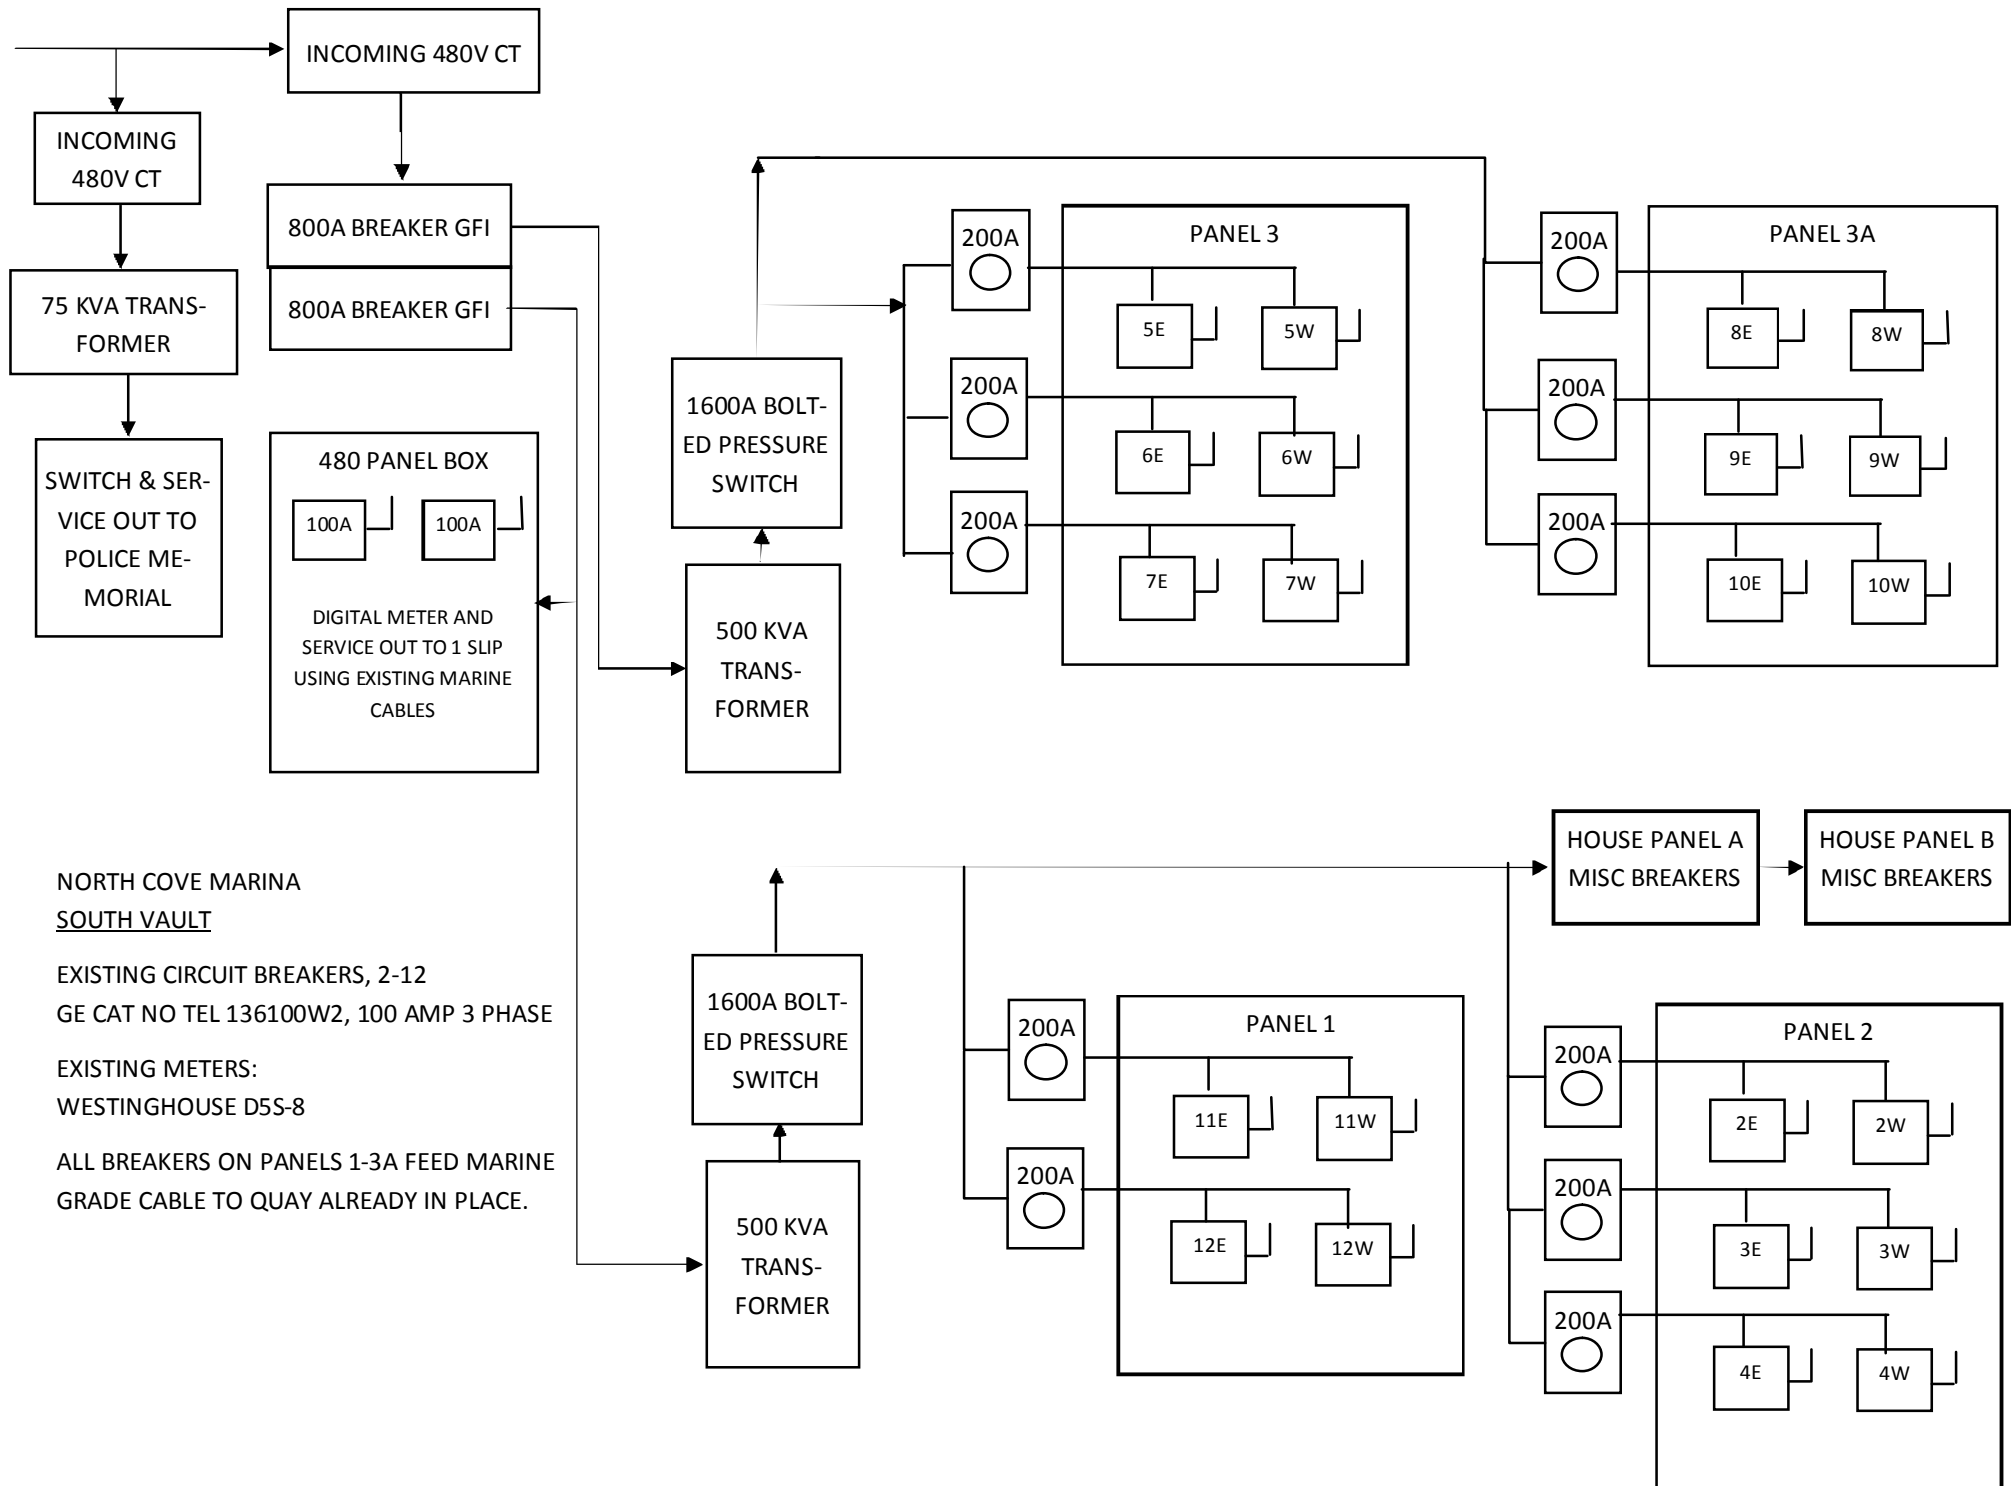 INCOMING 480V CT
INCOMING
480V CT
75 KVA TRANS-
FORMER
SWITCH & SER-
VICE OUT TO
POLICE ME-
MORIAL
800A BREAKER GFI
800A BREAKER GFI
480 PANEL BOX
100A
100A
DIGITAL METER AND
SERVICE OUT TO 1 SLIP
USING EXISTING MARINE
CABLES
1600A BOLT-
ED PRESSURE
SWITCH
500 KVA
TRANS-
FORMER
200A
200A
200A
PANEL 3
5E
5W
6E
6W
7E
7W
200A
200A
200A
PANEL 3A
8E
8W
9E
9W
10E
10W
NORTH COVE MARINA
SOUTH VAULT
EXISTING CIRCUIT BREAKERS, 2-12
GE CAT NO TEL 136100W2, 100 AMP 3 PHASE
EXISTING METERS:
WESTINGHOUSE D5S-8
ALL BREAKERS ON PANELS 1-3A FEED MARINE
GRADE CABLE TO QUAY ALREADY IN PLACE.
1600A BOLT-
ED PRESSURE
SWITCH
500 KVA
TRANS-
FORMER
HOUSE PANEL A
MISC BREAKERS
HOUSE PANEL B
MISC BREAKERS
200A
200A
PANEL 1
11E
11W
12E
12W
200A
200A
200A
PANEL 2
2E
2W
3E
3W
4E
4W